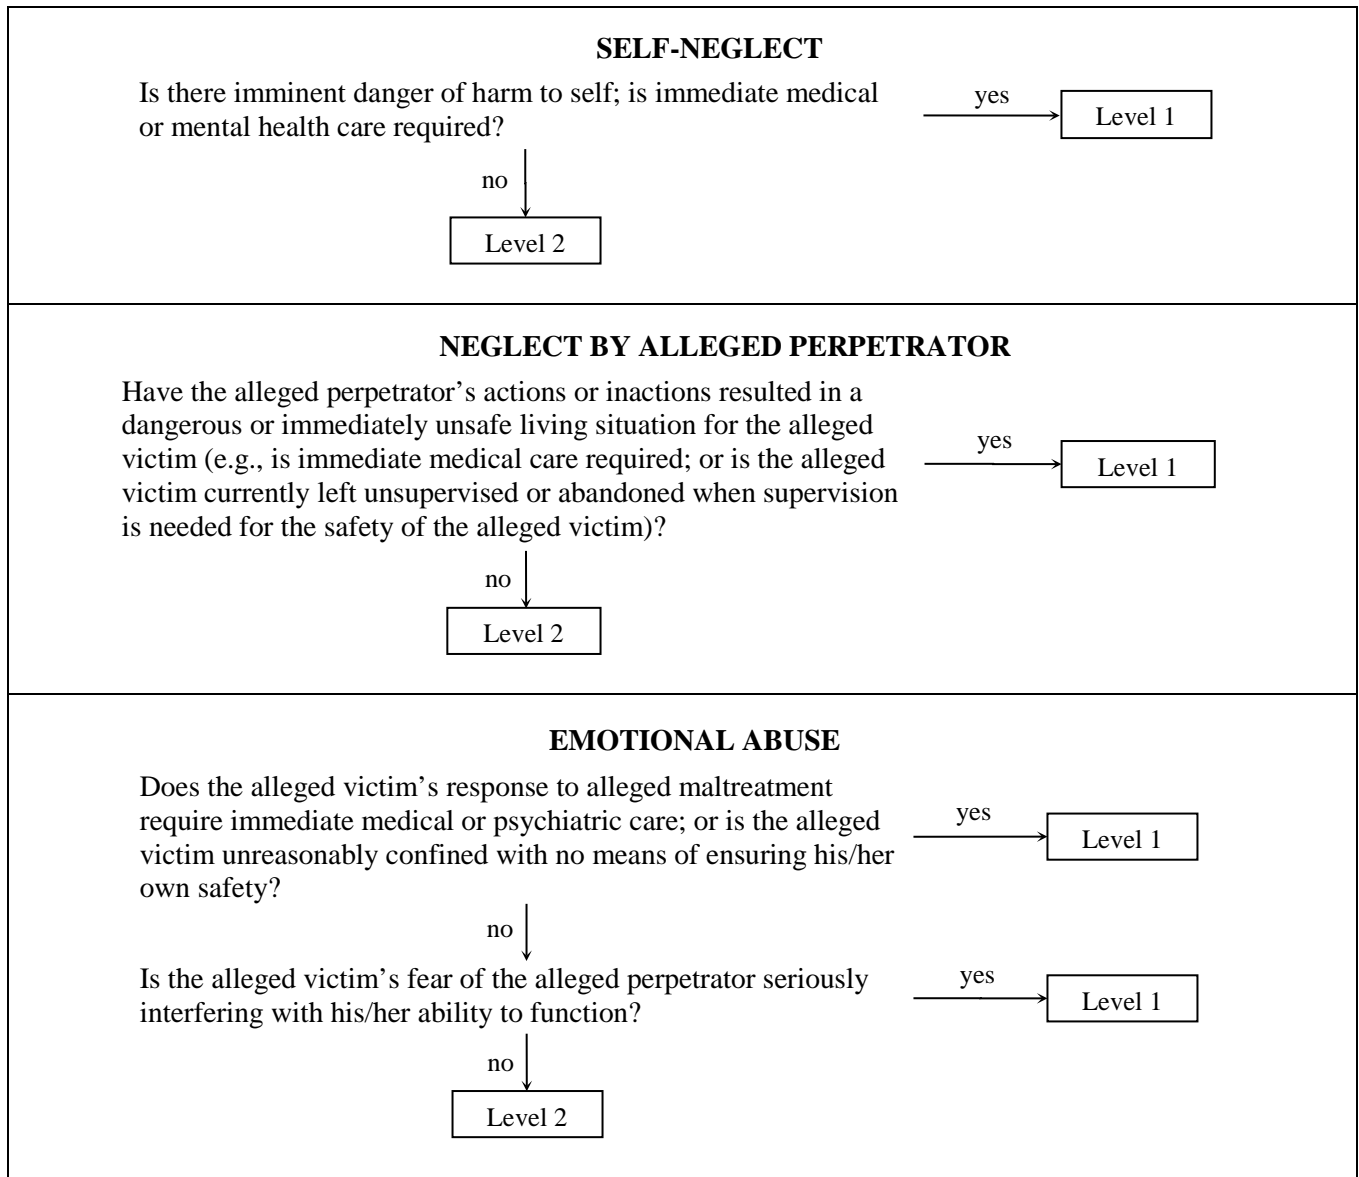 SELF-NEGLECT
Is there imminent danger of harm to self; is immediate medical
or mental health care required?
yes
Level 1
no
Level 2
NEGLECT BY ALLEGED PERPETRATOR
Have the alleged perpetrator’s actions or inactions resulted in a
dangerous or immediately unsafe living situation for the alleged
victim (e.g., is immediate medical care required; or is the alleged
victim currently left unsupervised or abandoned when supervision
is needed for the safety of the alleged victim)?
yes
Level 1
no
Level 2
EMOTIONAL ABUSE
Does the alleged victim’s response to alleged maltreatment
require immediate medical or psychiatric care; or is the alleged
victim unreasonably confined with no means of ensuring his/her
own safety?
yes
Level 1
no
Is the alleged victim’s fear of the alleged perpetrator seriously
interfering with his/her ability to function?
yes
Level 1
no
Level 2